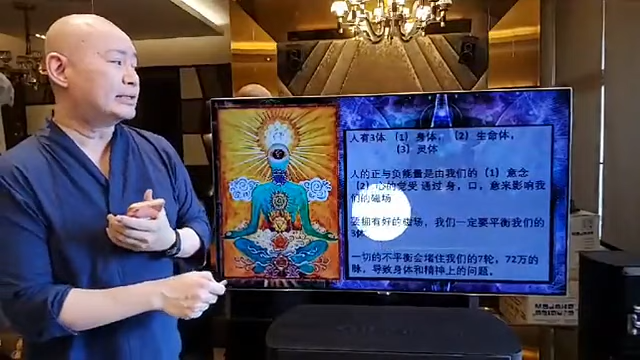 人有3体 (1) 身体, (2) 生命体,
(3) 灵体
人的正与负能量是由我们的 (1) 意念
(2) 心的觉受 通过 身, 口, 意来影响我
们的磁场
要拥有好的磁场, 我们一定要平衡我们的
3体
一切的不平衡会堵住我们的7轮, 72万的
脉, 导致身体和精神上的问题.